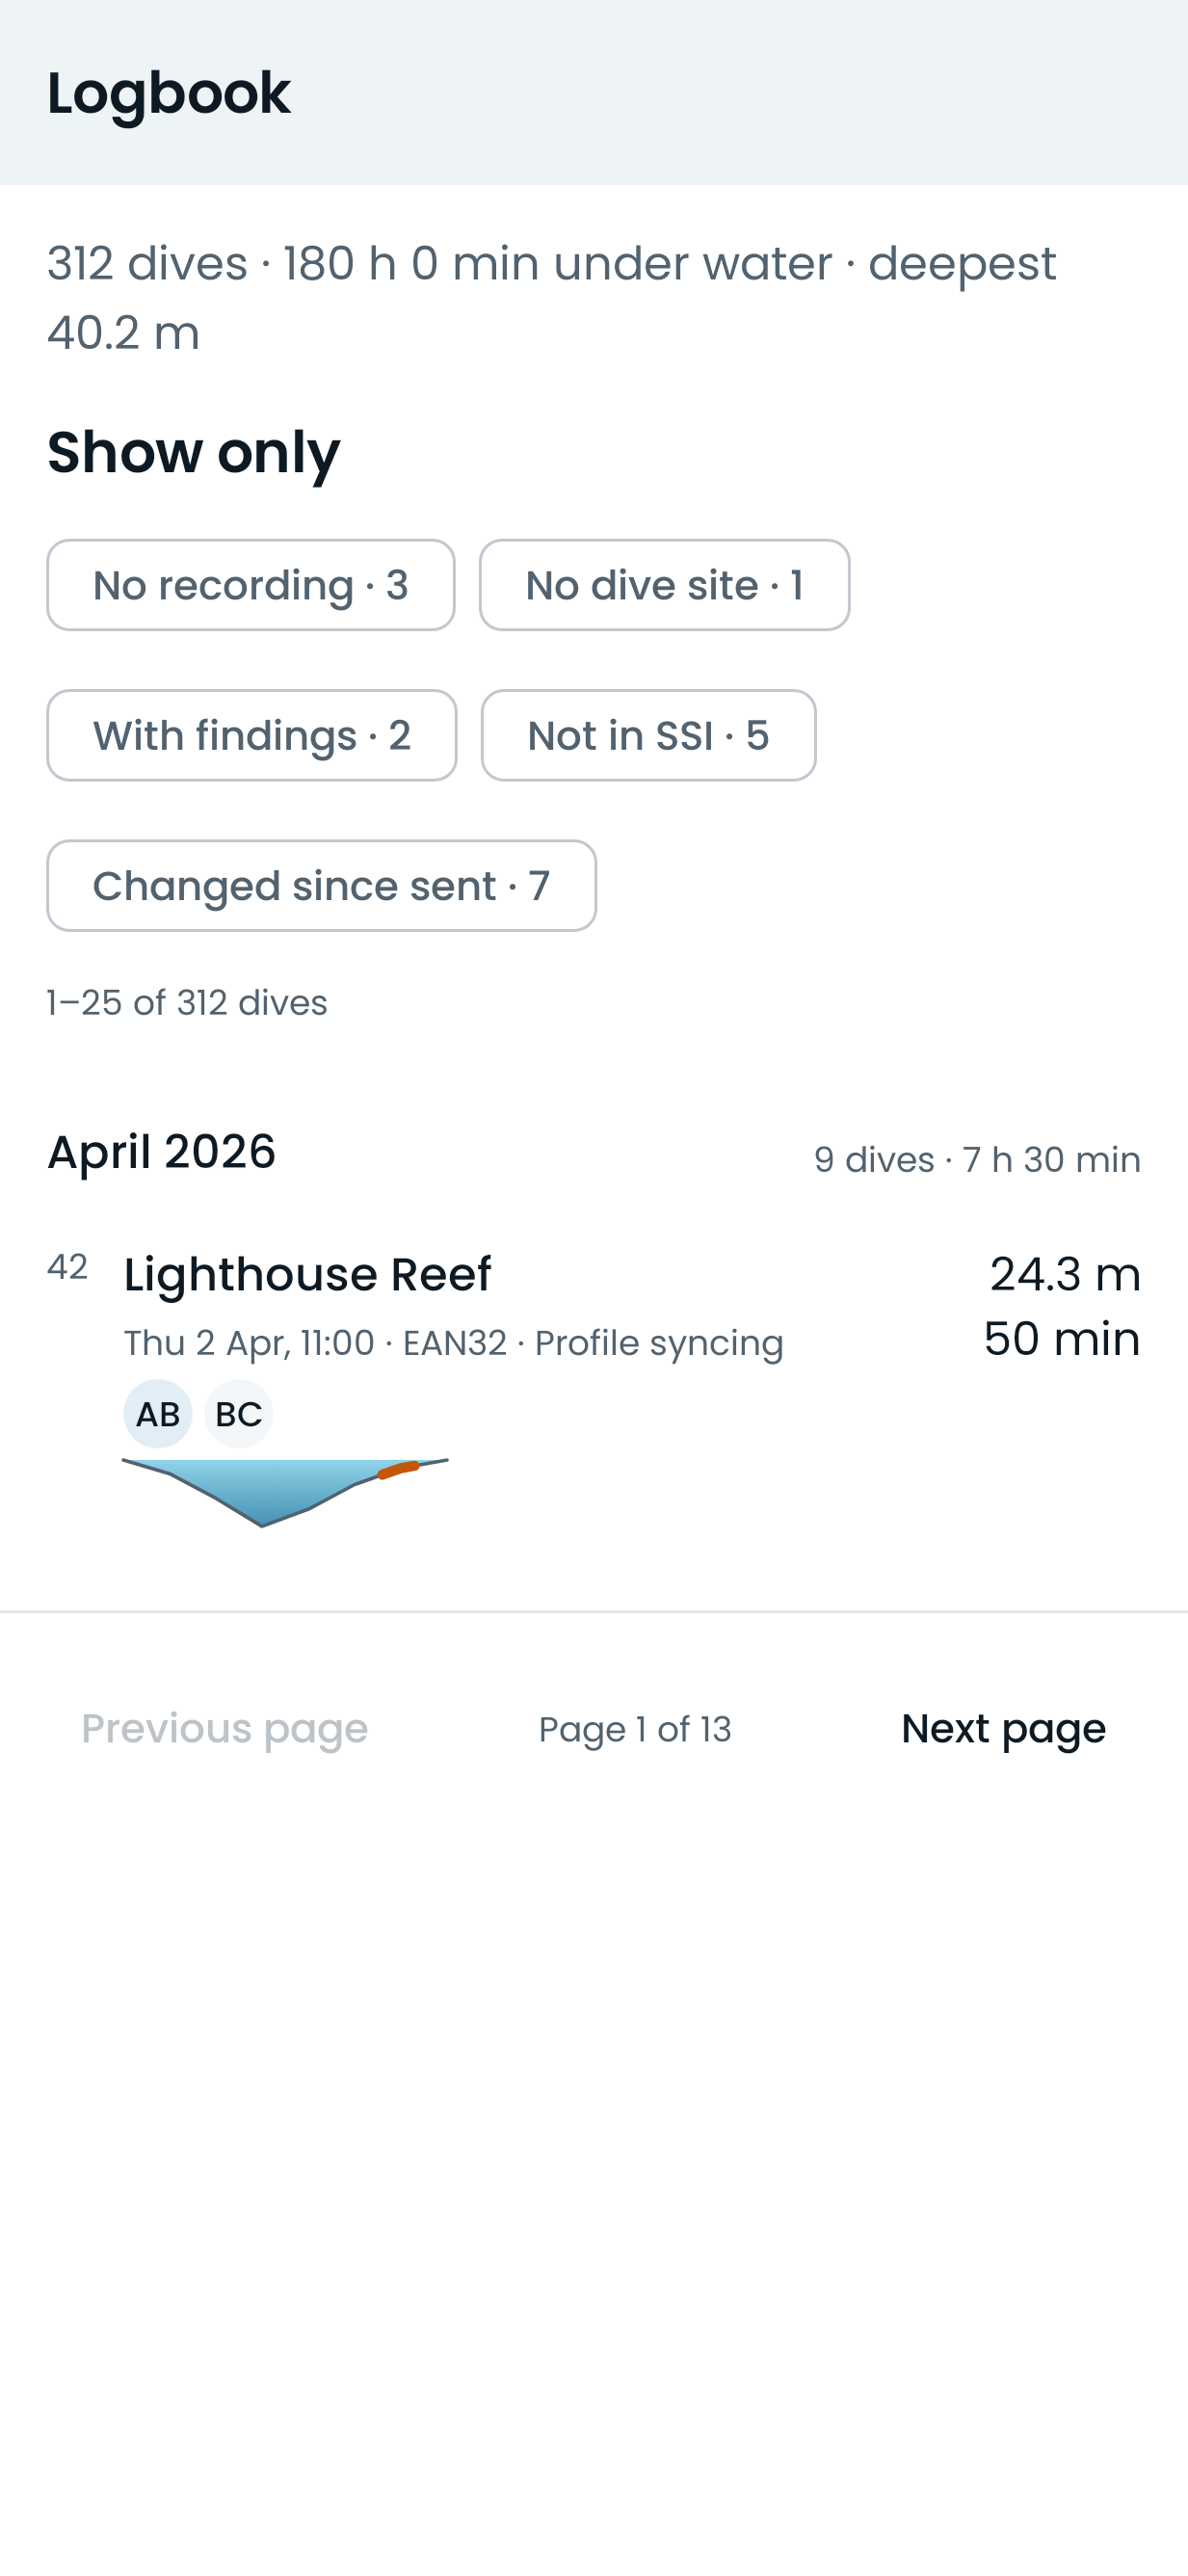 Logbook
312 dives · 180 h 0 min under water · deepest
40.2 m
Show only
No recording · 3
No dive site · 1
With findings · 2
Not in SSI · 5
Changed since sent · 7
1–25 of 312 dives
April 2026
9 dives · 7 h 30 min
42
Lighthouse Reef
24.3 m
Thu 2 Apr, 11:00 · EAN32 · Profile syncing
50 min
AB
BC
Previous page
Page 1 of 13
Next page